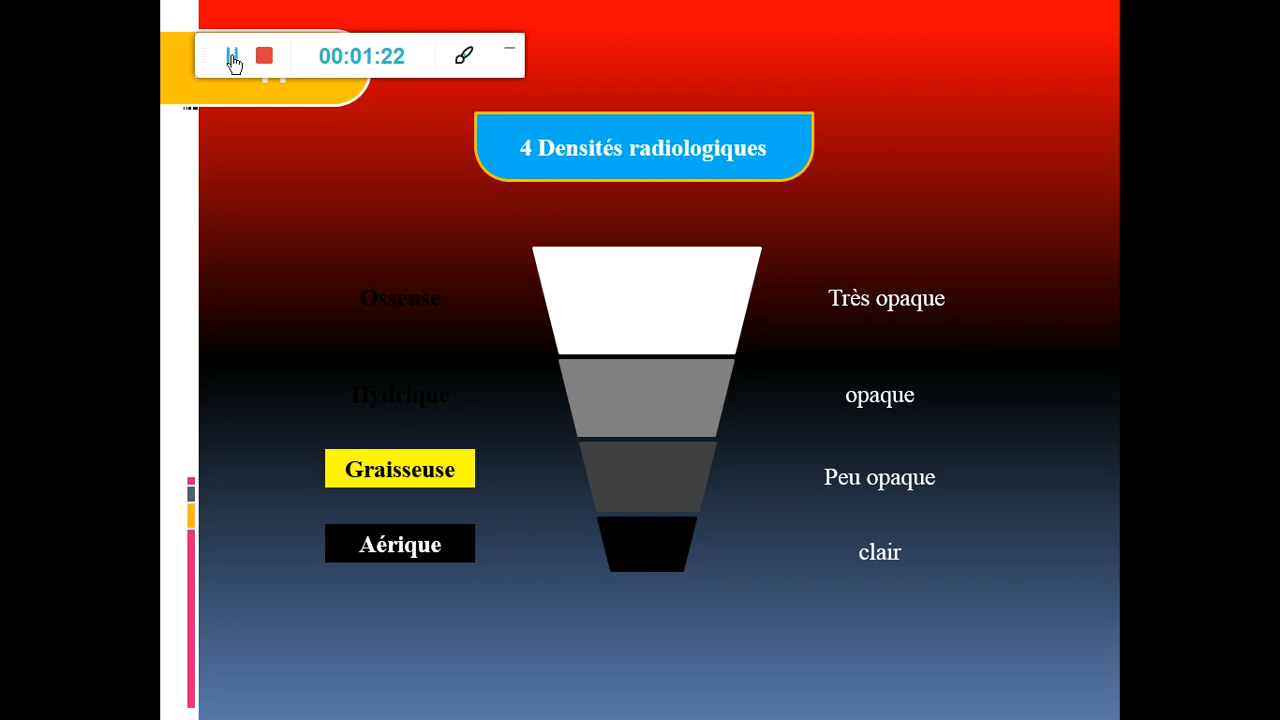 00:01:22
4 Densités radiologiques
Osseuse
Très opaque
Hydrique
opaque
Graisseuse
Peu opaque
Aérique
clair